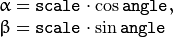 α = scale · cos angle,
β = scale · sin angle